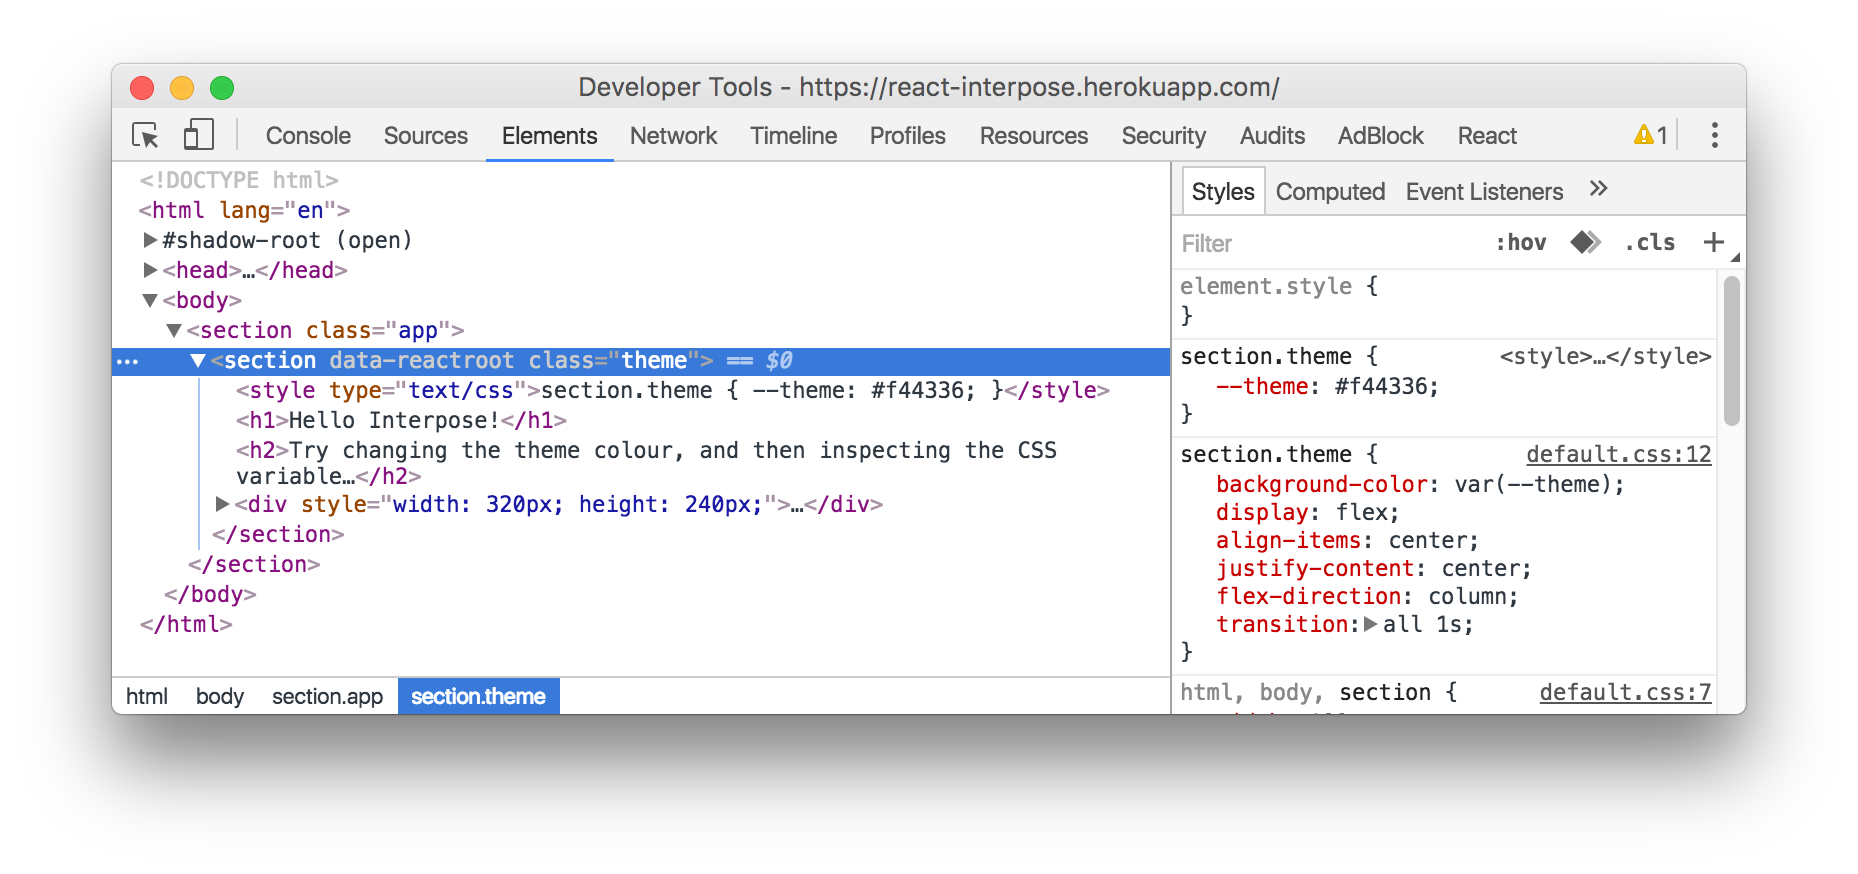 Developer Tools - https://react-interpose.herokuapp.com/
Console Sources Elements Network Timeline Profiles Resources Security Audits AdBlock React 1
<!DOCTYPE html>
<html lang="en">
#shadow-root (open)
<head>…</head>
<body>
<section class="app">
<section data-reactroot class="theme"> == $0
<style type="text/css">section.theme { --theme: #f44336; }</style>
<h1>Hello Interpose!</h1>
<h2>Try changing the theme colour, and then inspecting the CSS
variable…</h2>
<div style="width: 320px; height: 240px;">…</div>
</section>
</section>
</body>
</html>
html body section.app section.theme
Styles Computed Event Listeners »
Filter :hov .cls +
element.style {
}
section.theme { <style>…</style>
--theme: #f44336;
}
section.theme { default.css:12
background-color: var(--theme);
display: flex;
align-items: center;
justify-content: center;
flex-direction: column;
transition: all 1s;
}
html, body, section { default.css:7